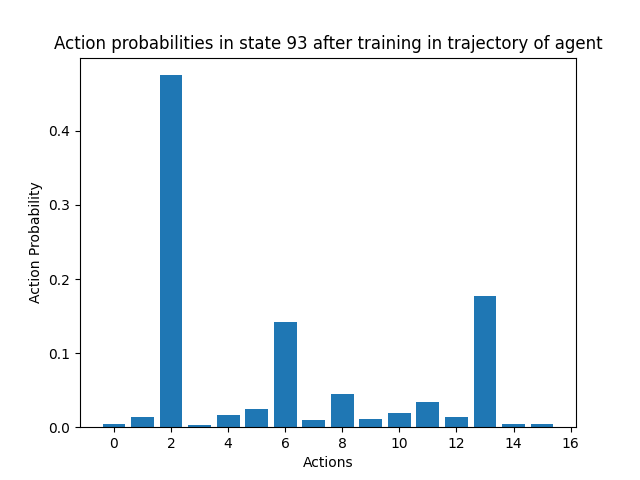 Action probabilities in state 93 after training in trajectory of agent
Action Probability
0.4
0.3
0.2
0.1
0.0
0 2 4 6 8 10 12 14 16
Actions